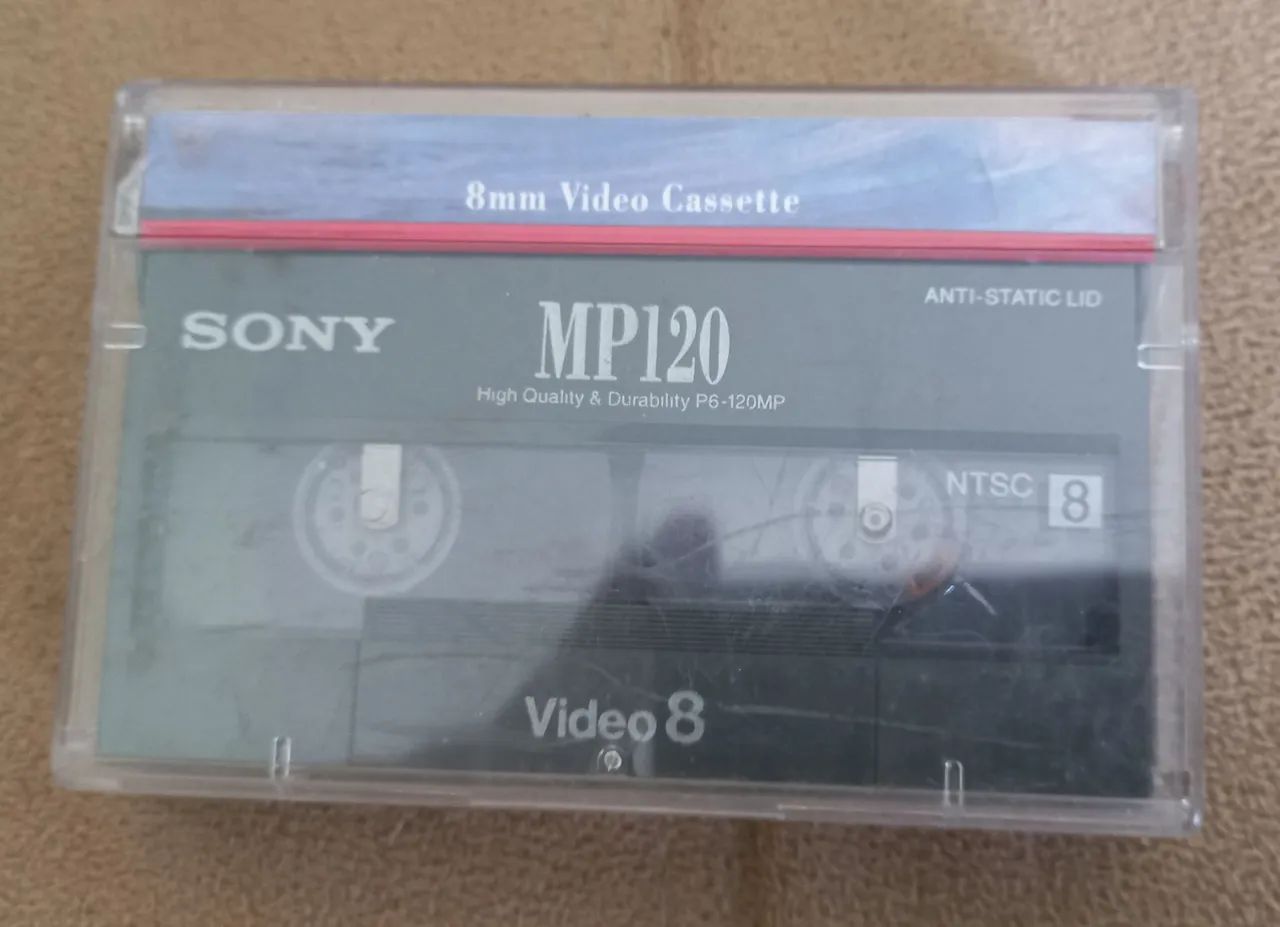 8mm Video Cassette
ANTI-STATIC LID
SONY
MP120
High Quality & Durability P6-120MP
NTSC 8
Video 8